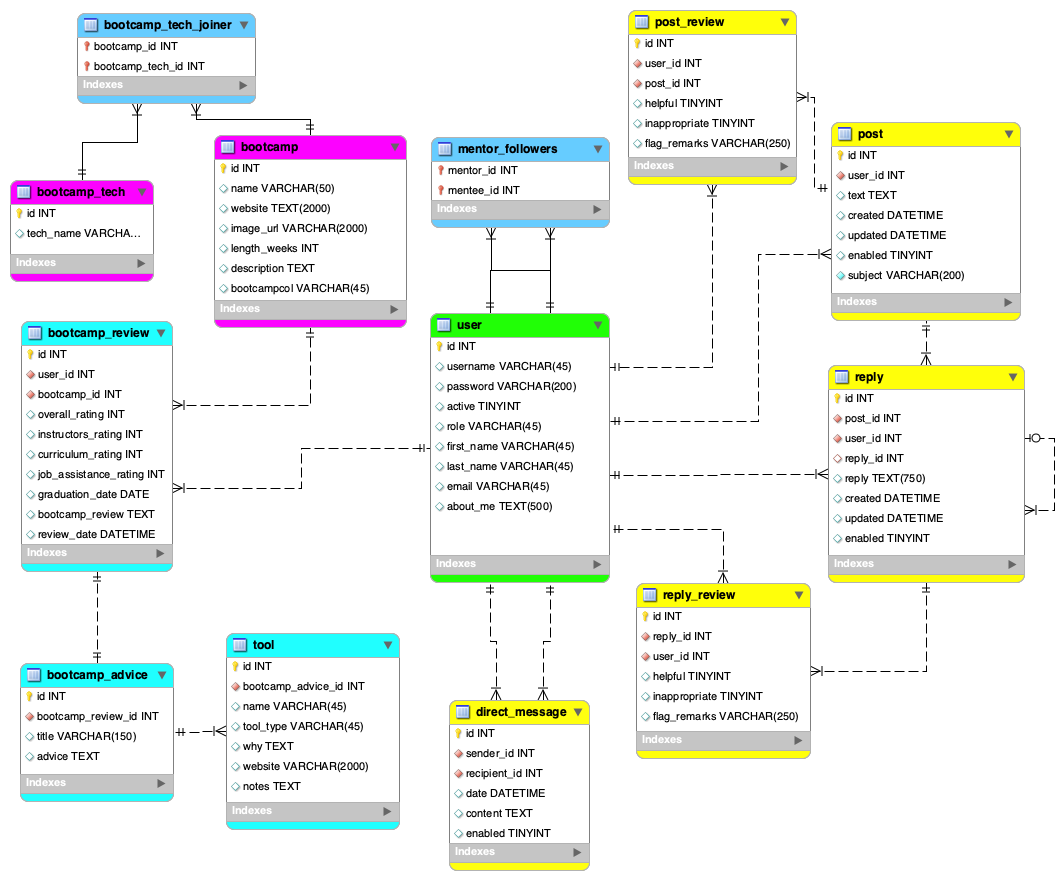 bootcamp_tech_joiner
bootcamp_id INT
bootcamp_tech_id INT
Indexes
bootcamp_tech
id INT
tech_name VARCHA...
Indexes
bootcamp
id INT
name VARCHAR(50)
website TEXT(2000)
image_url VARCHAR(2000)
length_weeks INT
description TEXT
bootcampcol VARCHAR(45)
Indexes
mentor_followers
mentor_id INT
mentee_id INT
Indexes
post_review
id INT
user_id INT
post_id INT
helpful TINYINT
inappropriate TINYINT
flag_remarks VARCHAR(250)
Indexes
post
id INT
user_id INT
text TEXT
created DATETIME
updated DATETIME
enabled TINYINT
subject VARCHAR(200)
Indexes
bootcamp_review
id INT
user_id INT
bootcamp_id INT
overall_rating INT
instructors_rating INT
curriculum_rating INT
job_assistance_rating INT
graduation_date DATE
bootcamp_review TEXT
review_date DATETIME
Indexes
user
id INT
username VARCHAR(45)
password VARCHAR(200)
active TINYINT
role VARCHAR(45)
first_name VARCHAR(45)
last_name VARCHAR(45)
email VARCHAR(45)
about_me TEXT(500)
Indexes
reply
id INT
post_id INT
user_id INT
reply_id INT
reply TEXT(750)
created DATETIME
updated DATETIME
enabled TINYINT
Indexes
bootcamp_advice
id INT
bootcamp_review_id INT
title VARCHAR(150)
advice TEXT
Indexes
tool
id INT
bootcamp_advice_id INT
name VARCHAR(45)
tool_type VARCHAR(45)
why TEXT
website VARCHAR(2000)
notes TEXT
Indexes
direct_message
id INT
sender_id INT
recipient_id INT
date DATETIME
content TEXT
enabled TINYINT
Indexes
reply_review
id INT
reply_id INT
user_id INT
helpful TINYINT
inappropriate TINYINT
flag_remarks VARCHAR(250)
Indexes